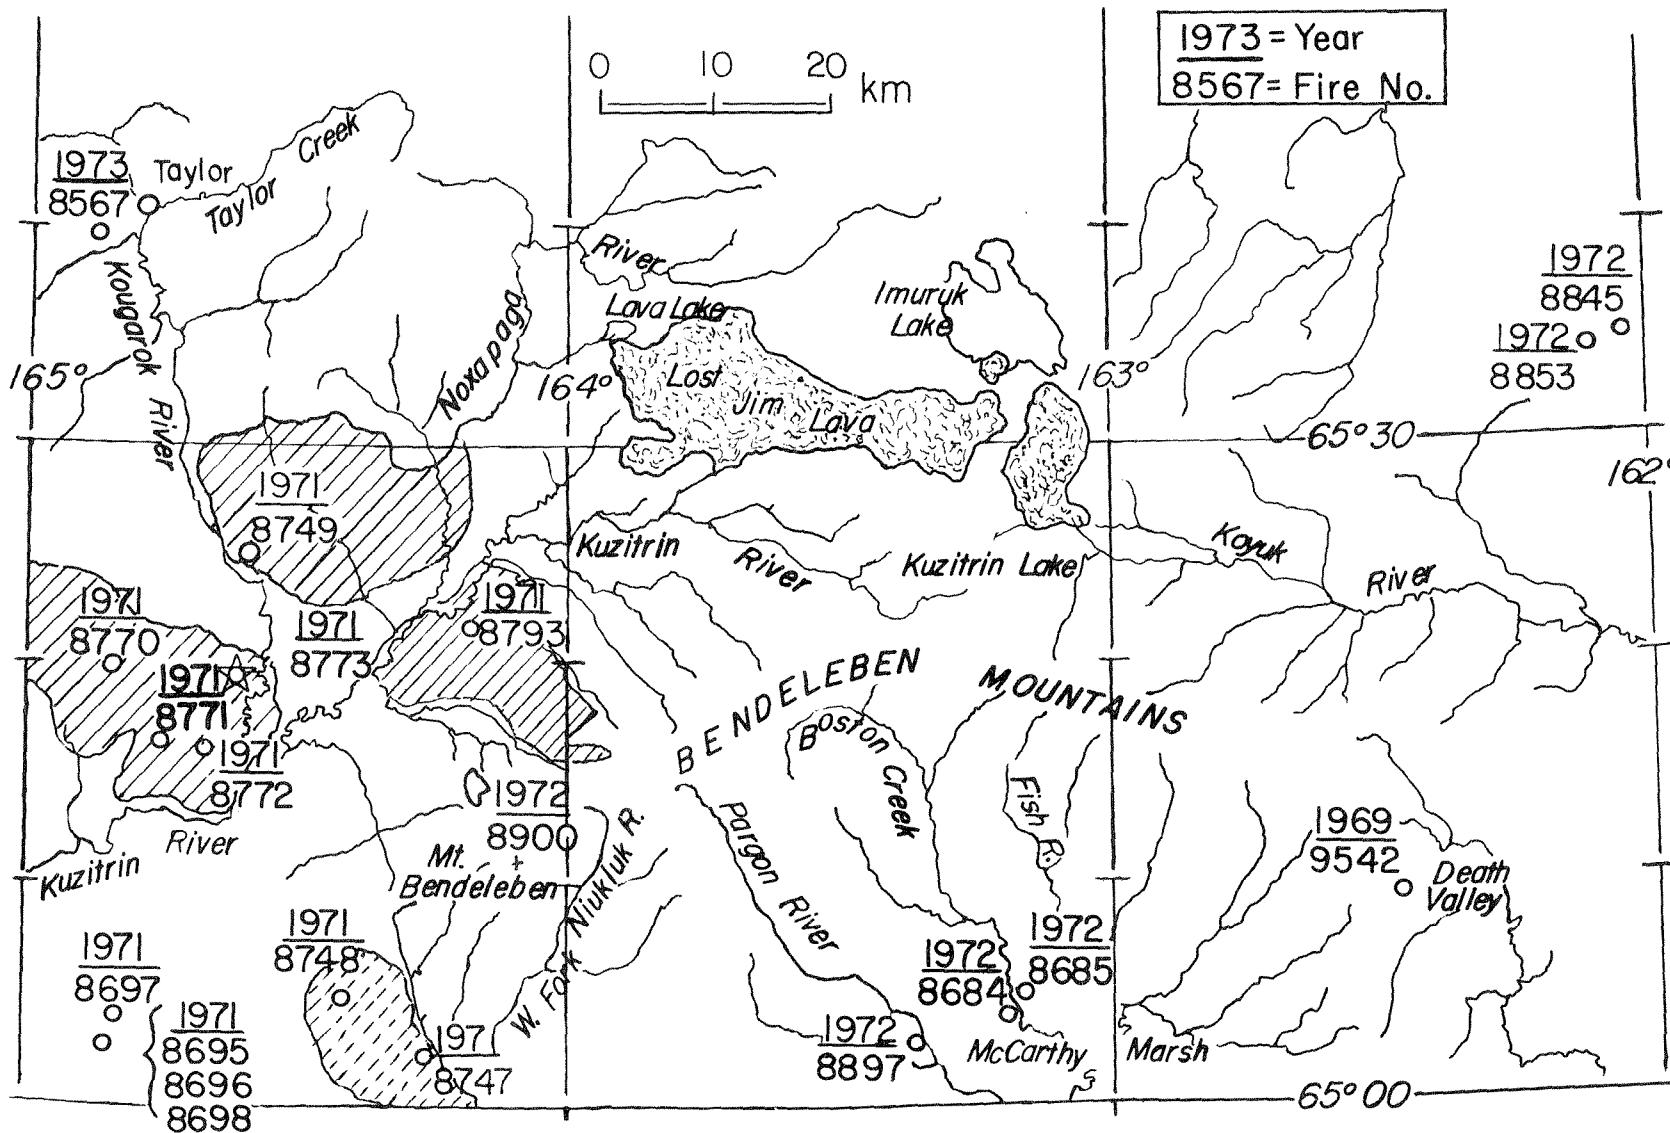 1973 = Year
8567 = Fire No.
0 10 20 km
1973
8567
Taylor
Taylor Creek
Kougarok River
Noxapaga River
Lava Lake
Imuruk Lake
Lost Jim Lava
1972
8845
1972
8853
165°
164°
163°
162°
65° 30
1971
8749
Kuzitrin River
Kuzitrin Lake
Koyuk River
1971
8770
1971
8793
1971
8773
1971
8771
1971
8772
BENDELEBEN MOUNTAINS
Boston Creek
Fish R.
Pargon River
1972
8900
Mt.
Bendeleben
W. Fork Niukluk R.
Kuzitrin River
1969
9542
Death
Valley
1971
8748
1971
8697
1971
8695
8696
8698
197
8747
1972
8684
1972
8685
1972
8897
McCarthy Marsh
65° 00